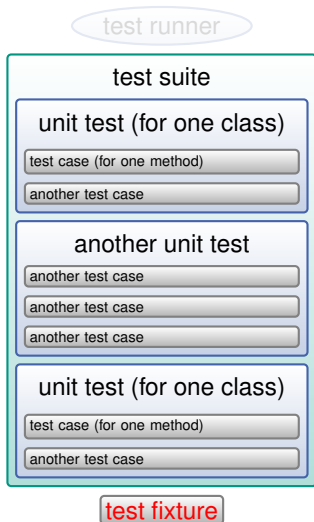 test runner
test suite
unit test (for one class)
test case (for one method)
another test case
another unit test
another test case
another test case
another test case
unit test (for one class)
test case (for one method)
another test case
test fixture